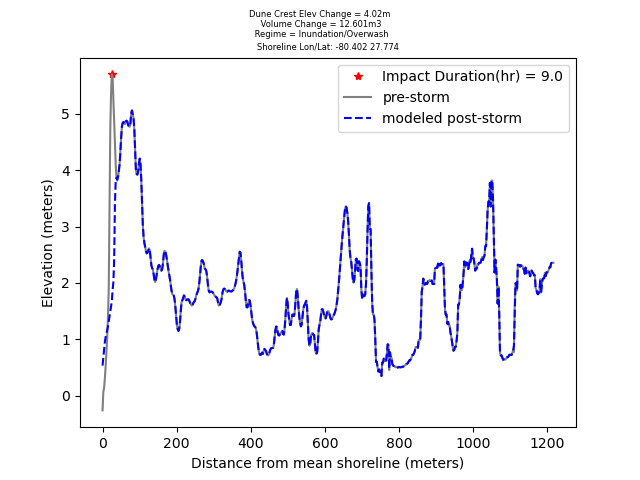 Dune Crest Elev Change = 4.02m
Volume Change = 12.601m3
Regime = Inundation/Overwash
Shoreline Lon/Lat: -80.402 27.774
Impact Duration(hr) = 9.0
pre-storm
modeled post-storm
Elevation (meters)
5
4
3
2
1
0
0 200 400 600 800 1000 1200
Distance from mean shoreline (meters)